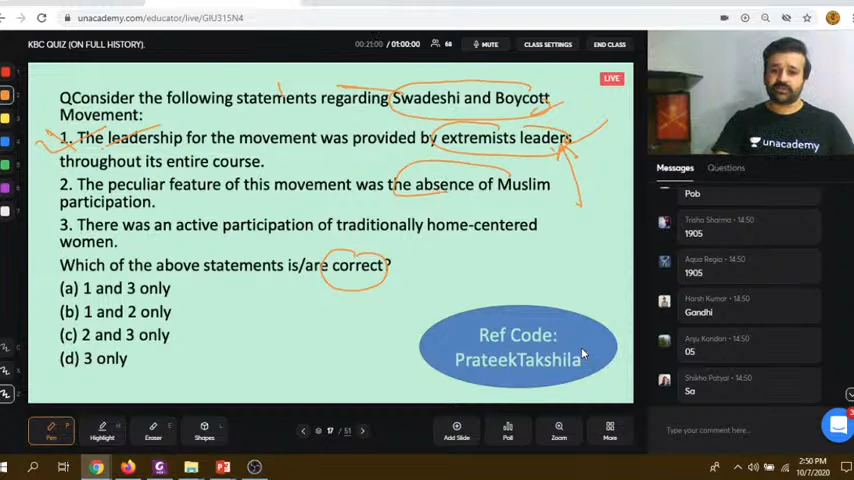 unacademy.com/educator/live/GIU315N4
KBC QUIZ (ON FULL HISTORY).
00:21:00 / 01:00:00
68
MUTE
CLASS SETTINGS
END CLASS
LIVE
QConsider the following statements regarding Swadeshi and Boycott
Movement:
1. The leadership for the movement was provided by extremists leaders
throughout its entire course.
2. The peculiar feature of this movement was the absence of Muslim
participation.
3. There was an active participation of traditionally home-centered
women.
Which of the above statements is/are correct?
(a) 1 and 3 only
(b) 1 and 2 only
(c) 2 and 3 only
(d) 3 only
Ref Code:
PrateekTakshila
unacademy
Messages
Questions
Pob
Trisha Sharma • 14:50
1905
Aqua Regia • 14:50
1905
Harsh Kumar • 14:50
Gandhi
Anju Kandari • 14:50
05
Shikha Patyal • 14:50
Sa
Type your message here...
Pen
Highlight
Eraser
Shapes
17 / 51
Add Slide
Poll
Zoom
More
2:50 PM
10/7/2020